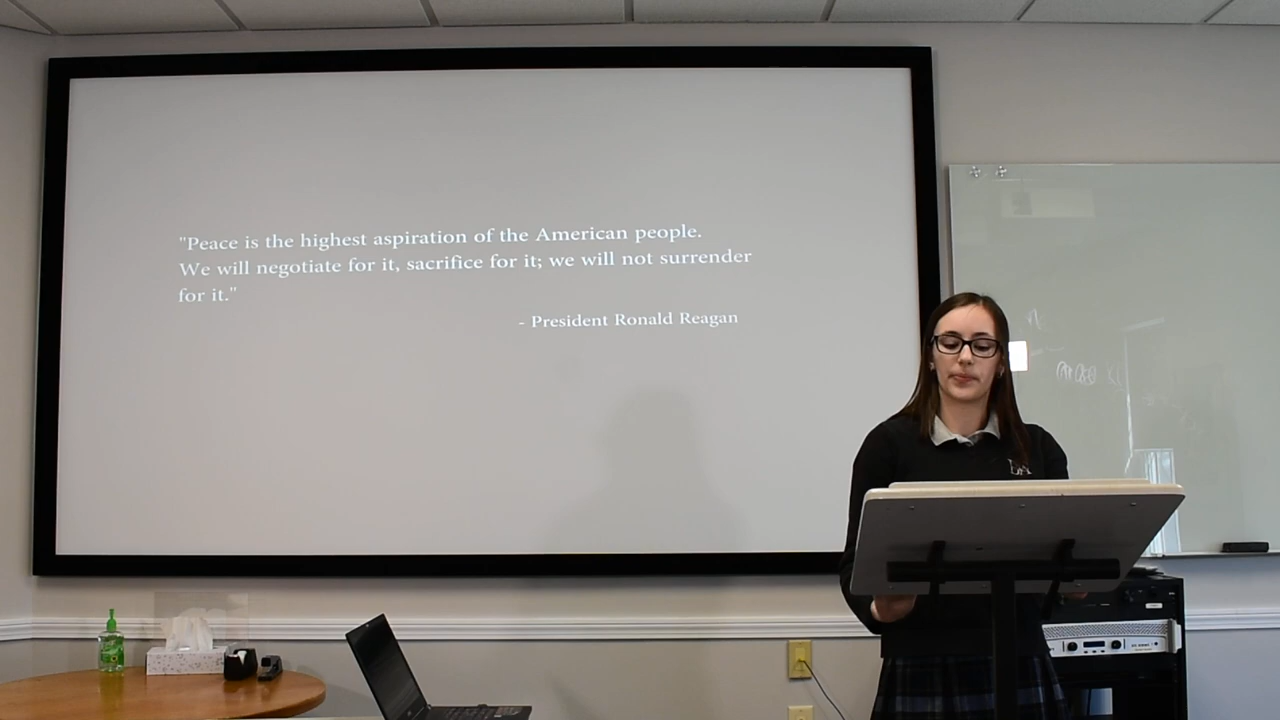 "Peace is the highest aspiration of the American people.
We will negotiate for it, sacrifice for it; we will not surrender
for it."
- President Ronald Reagan